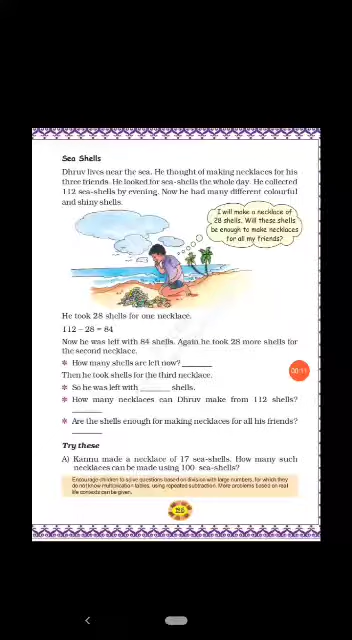 Sea Shells
Dhruv lives near the sea. He thought of making necklaces for his
three friends. He looked for sea-shells the whole day. He collected
112 sea-shells by evening. Now he had many different colourful
and shiny shells.
I will make a necklace of
28 shells. Will these shells
be enough to make necklaces
for all my friends?
He took 28 shells for one necklace.
112 – 28 = 84
Now he was left with 84 shells. Again he took 28 more shells for
the second necklace.
* How many shells are left now? _______
Then he took shells for the third necklace.
* So he was left with _______ shells.
* How many necklaces can Dhruv make from 112 shells?
_______
* Are the shells enough for making necklaces for all his friends?
_______
Try these
A) Kannu made a necklace of 17 sea-shells. How many such
necklaces can be made using 100 sea-shells?
Encourage children to solve questions based on division with large numbers, for which they
do not know multiplication tables, using repeated subtraction. More problems based on real
life contexts can be given.
00:11